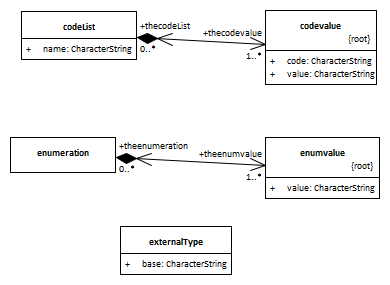 codeList
+ name: CharacterString
+thecodeList
0..*
+thecodevalue
1..*
codevalue
{root}
+ code: CharacterString
+ value: CharacterString
enumeration
+theenumeration
0..*
+theenumvalue
1..*
enumvalue
{root}
+ value: CharacterString
externalType
+ base: CharacterString